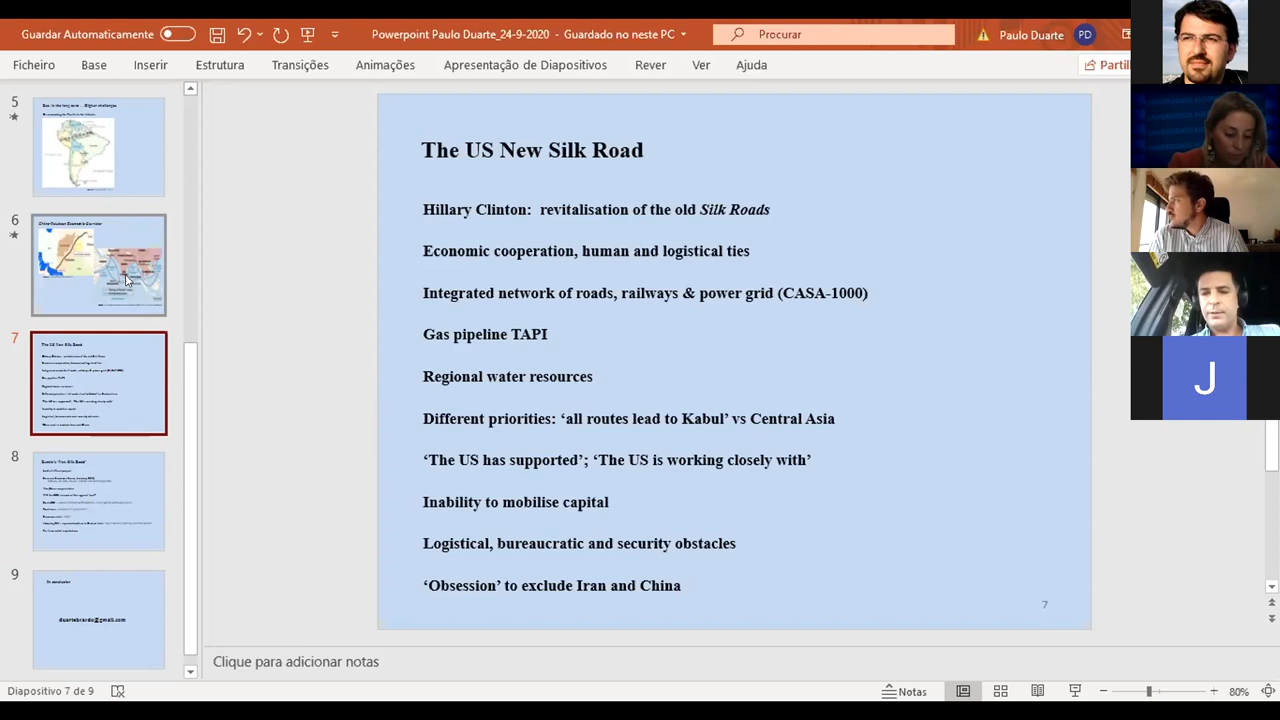 Guardar Automaticamente
Powerpoint Paulo Duarte_24-9-2020 - Guardado no neste PC
Procurar
Paulo Duarte
PD
Ficheiro
Base
Inserir
Estrutura
Transições
Animações
Apresentação de Diapositivos
Rever
Ver
Ajuda
Partil
5
6
7
8
9
The US New Silk Road
In conclusion
duartebrardo@gmail.com
The US New Silk Road
Hillary Clinton: revitalisation of the old Silk Roads
Economic cooperation, human and logistical ties
Integrated network of roads, railways & power grid (CASA-1000)
Gas pipeline TAPI
Regional water resources
Different priorities: ‘all routes lead to Kabul’ vs Central Asia
‘The US has supported’; ‘The US is working closely with’
Inability to mobilise capital
Logistical, bureaucratic and security obstacles
‘Obsession’ to exclude Iran and China
7
J
Clique para adicionar notas
Diapositivo 7 de 9
Notas
80%